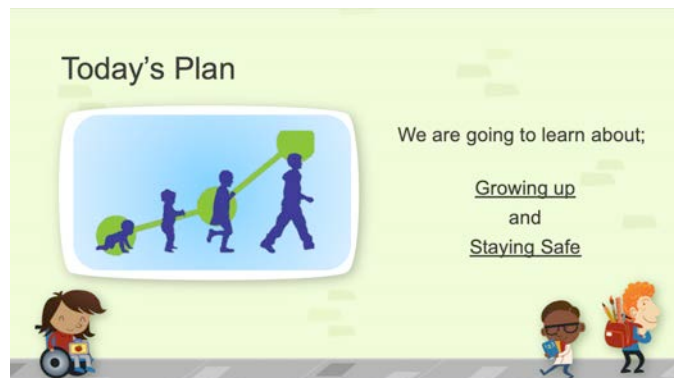 Today's Plan
We are going to learn about;
Growing up
and
Staying Safe